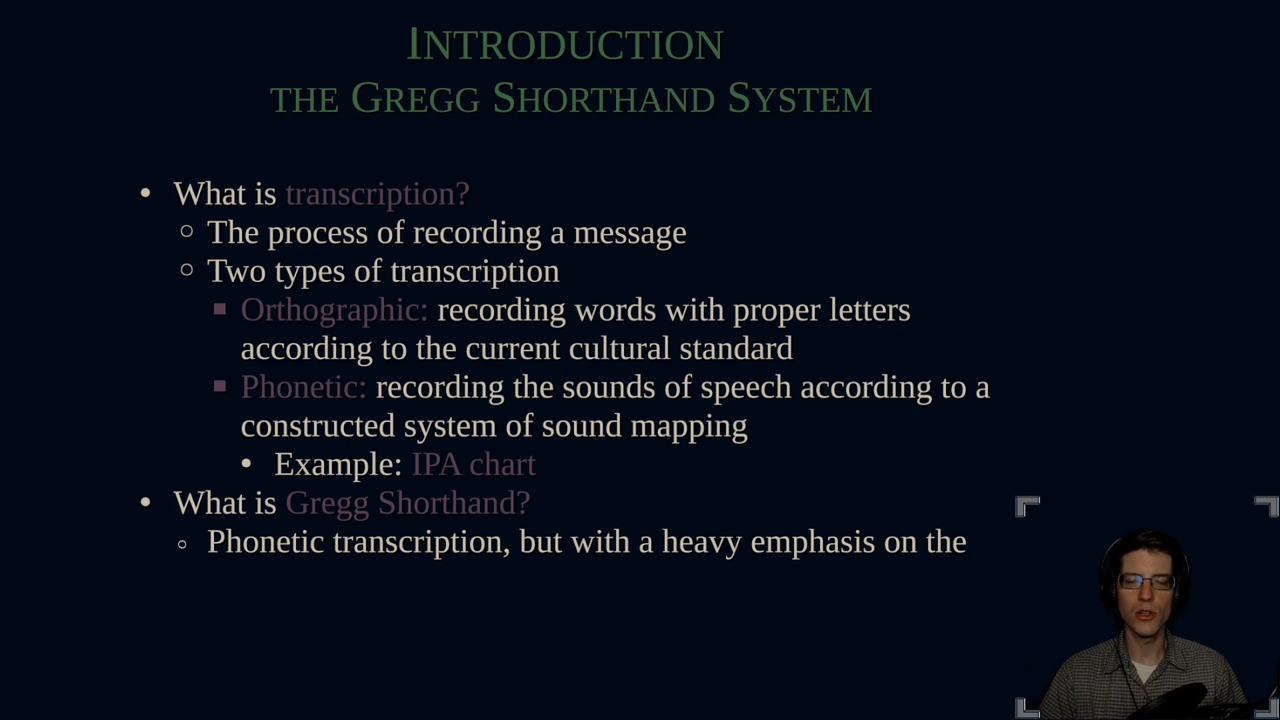 INTRODUCTION
THE GREGG SHORTHAND SYSTEM
• What is transcription?
○ The process of recording a message
○ Two types of transcription
■ Orthographic: recording words with proper letters
according to the current cultural standard
■ Phonetic: recording the sounds of speech according to a
constructed system of sound mapping
• Example: IPA chart
• What is Gregg Shorthand?
○ Phonetic transcription, but with a heavy emphasis on the